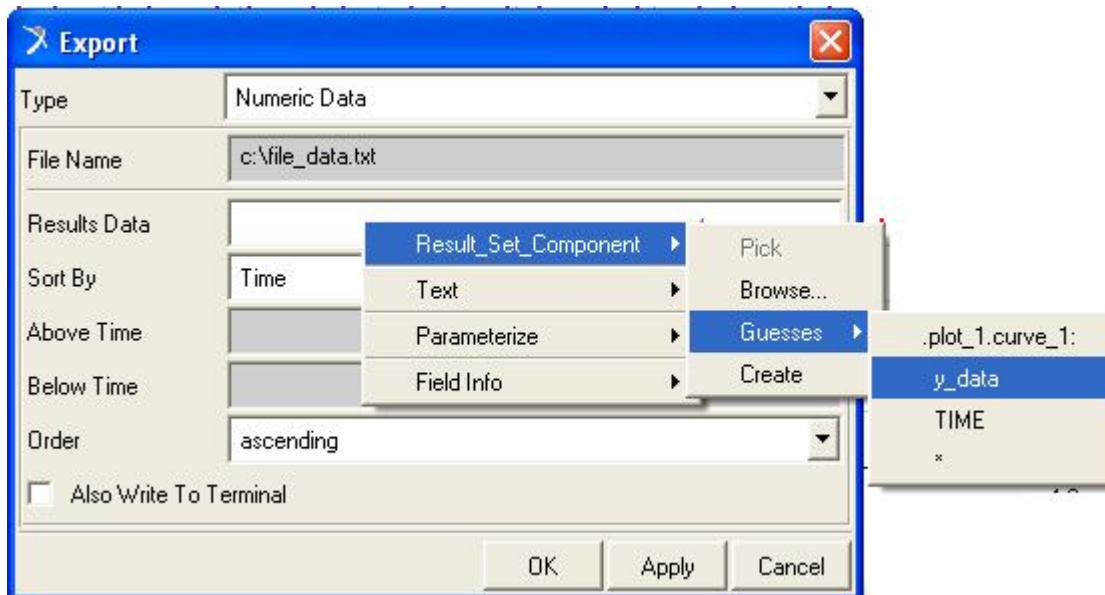 Export
Type
Numeric Data
File Name
c:\file_data.txt
Results Data
Result_Set_Component
Pick
Sort By
Time
Text
Browse...
Above Time
Parameterize
Guesses
.plot_1.curve_1:
Below Time
Field Info
Create
y_data
TIME
*
Order
ascending
Also Write To Terminal
OK
Apply
Cancel